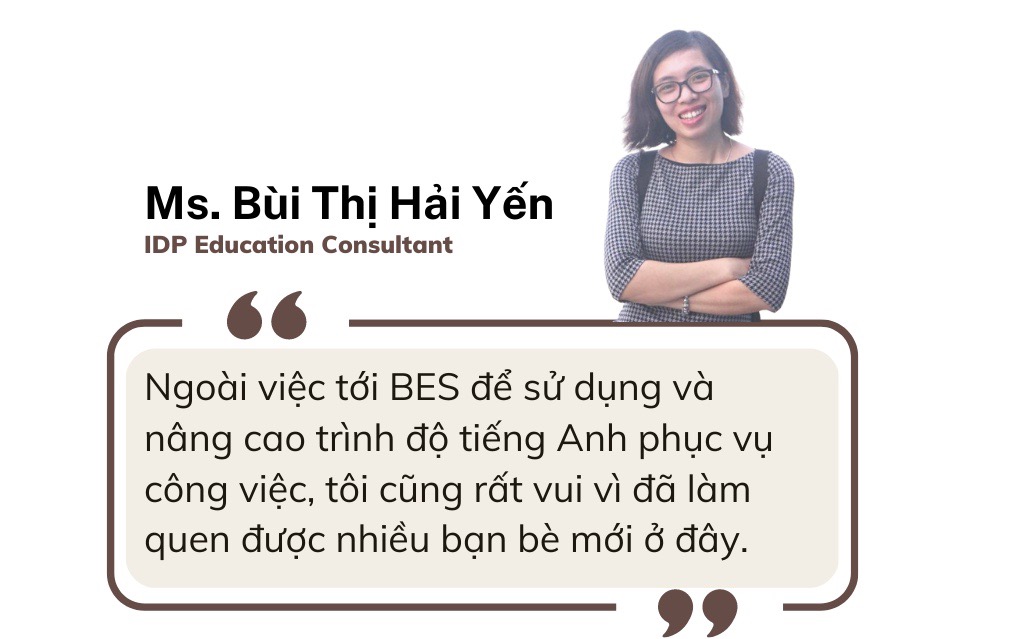 Ms. Bùi Thị Hải Yến
IDP Education Consultant
Ngoài việc tới BES để sử dụng và
nâng cao trình độ tiếng Anh phục vụ
công việc, tôi cũng rất vui vì đã làm
quen được nhiều bạn bè mới ở đây.